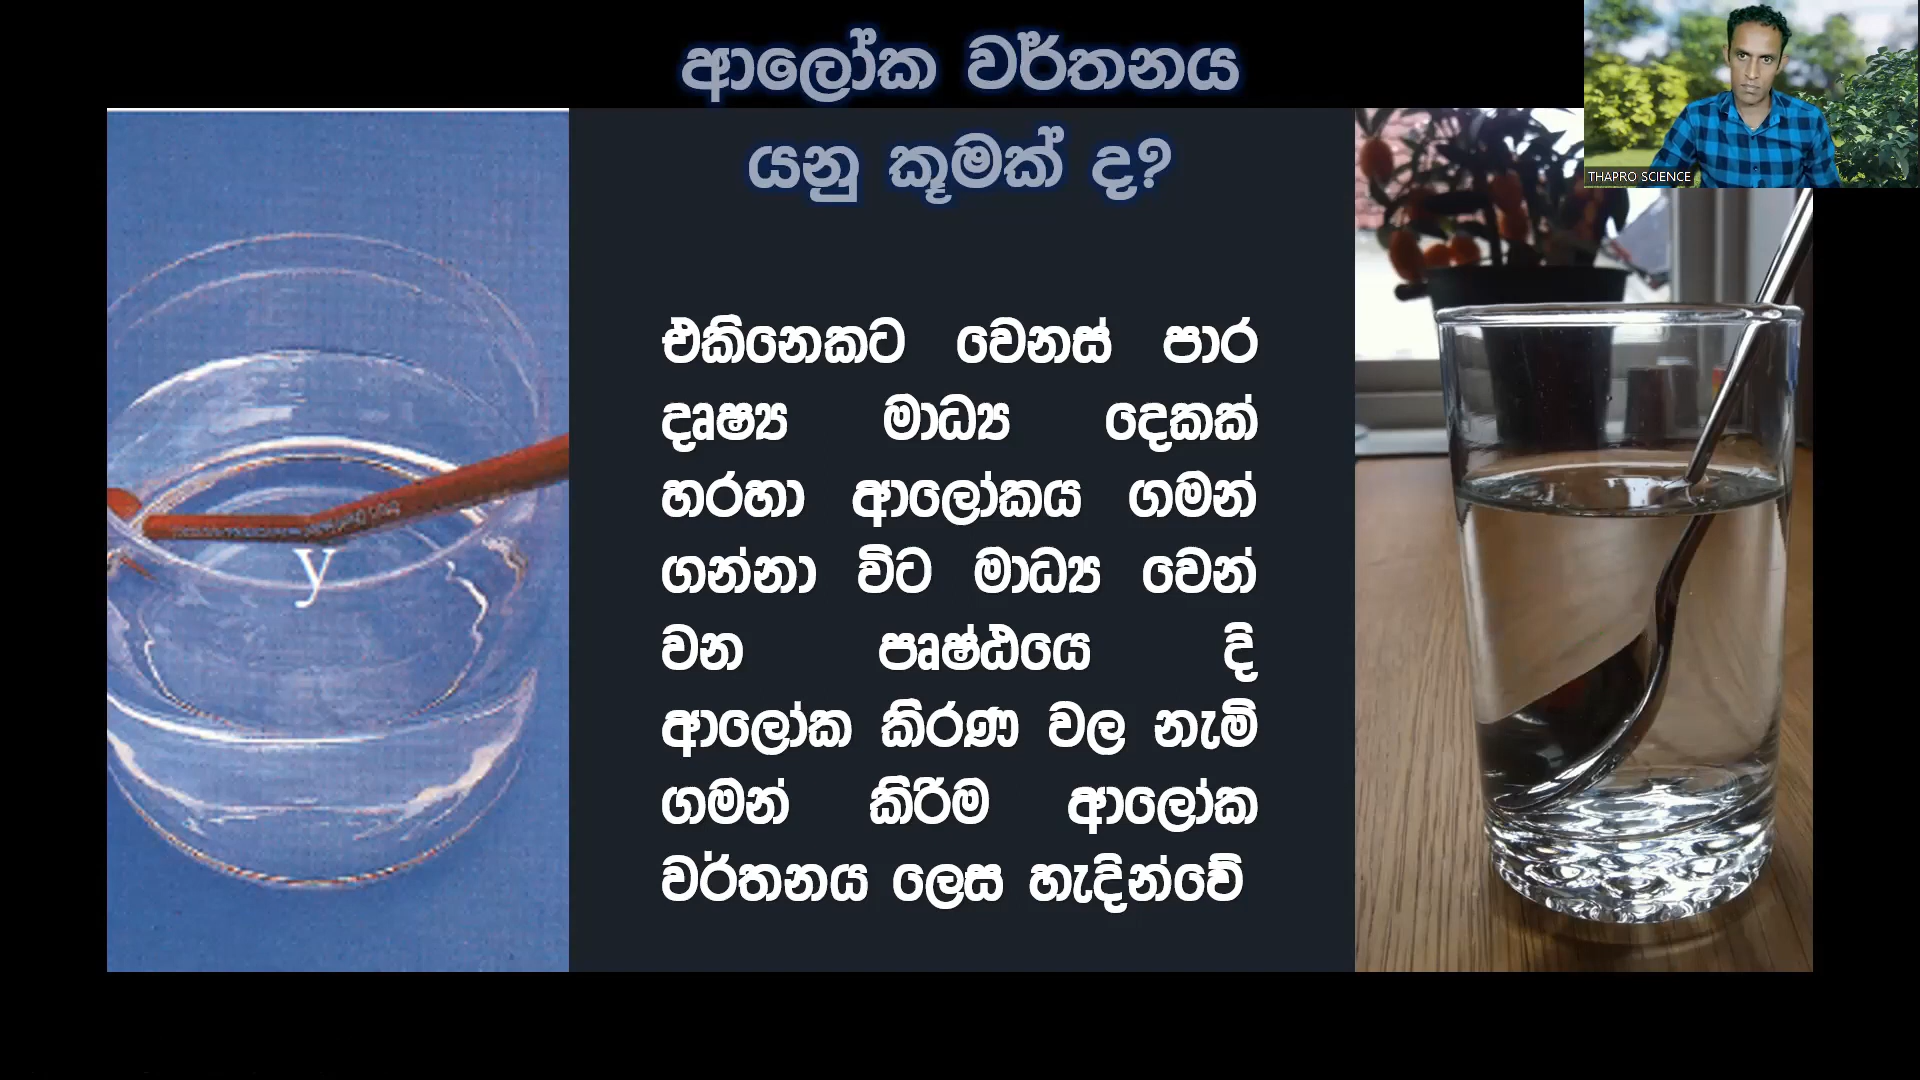 ආලෝක වර්තනය
යනු කූමක් ද?
THAPRO SCIENCE
එකිනෙකට වෙනස් පාර
දෘෂ්‍ය මාධ්‍ය දෙකක්
හරහා ආලෝකය ගමන්
ගන්නා විට මාධ්‍ය වෙන්
වන පෘෂ්ඨයෙ දි
ආලෝක කිරණ වල නැමි
ගමන් කිරිම ආලෝක
වර්තනය ලෙස හැදින්වේ
y